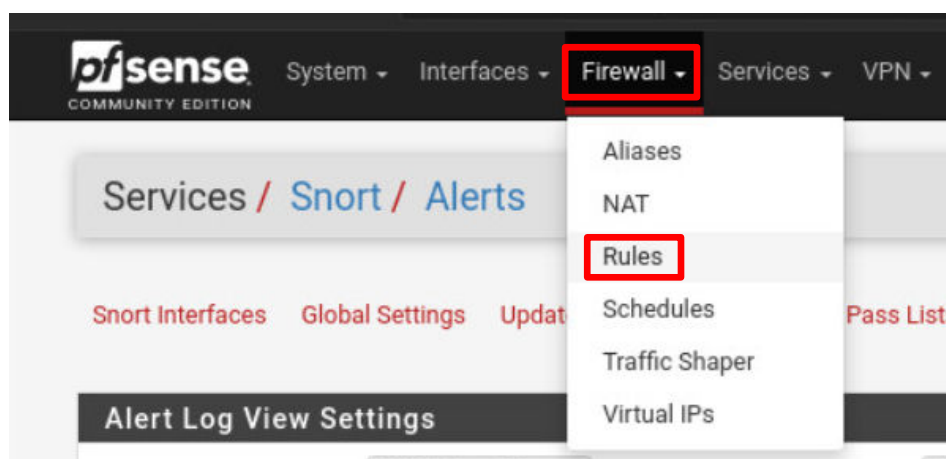 pfsense System Interfaces Firewall Services VPN
COMMUNITY EDITION
Aliases
Services / Snort / Alerts
NAT
Rules
Snort Interfaces Global Settings Updat Pass List
Schedules
Traffic Shaper
Alert Log View Settings
Virtual IPs